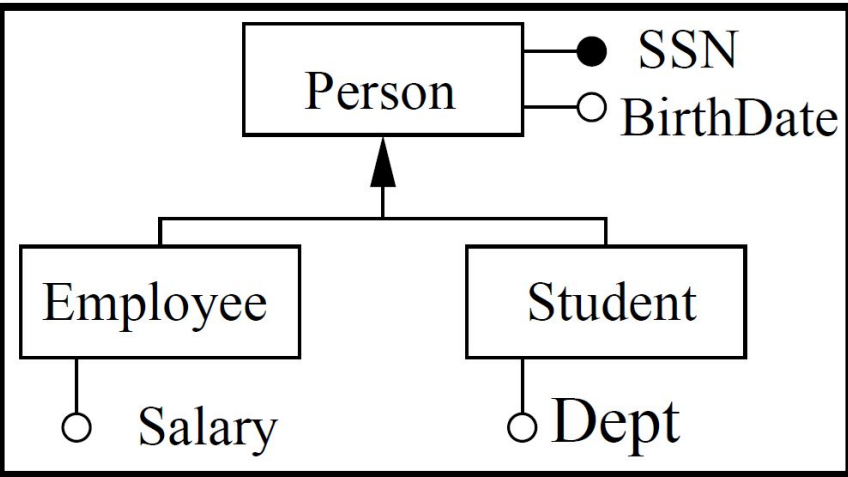 SSN
Person
BirthDate
Employee
Student
Salary
Dept